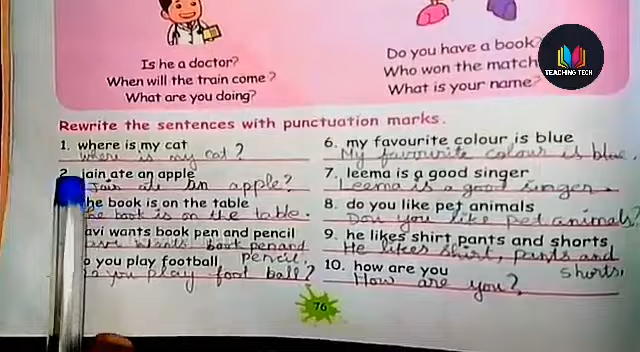 Is he a doctor?
When will the train come?
What are you doing?
Do you have a book?
Who won the match
What is your name?
TEACHING TECH
Rewrite the sentences with punctuation marks.
1. where is my cat
where is my cat?
2. jain ate an apple
Jain ate an apple?
he book is on the table
he book is on the table.
avi wants book pen and pencil
avi wants book pen and
pencil.
o you play football
o you play foot ball?
6. my favourite colour is blue
My favourite colour is blue.
7. leema is a good singer
Leema is a good singer.
8. do you like pet animals
Dou you like pet animals?
9. he likes shirt pants and shorts,
He likes shirt, pants and
shorts.
10. how are you
How are you?
76